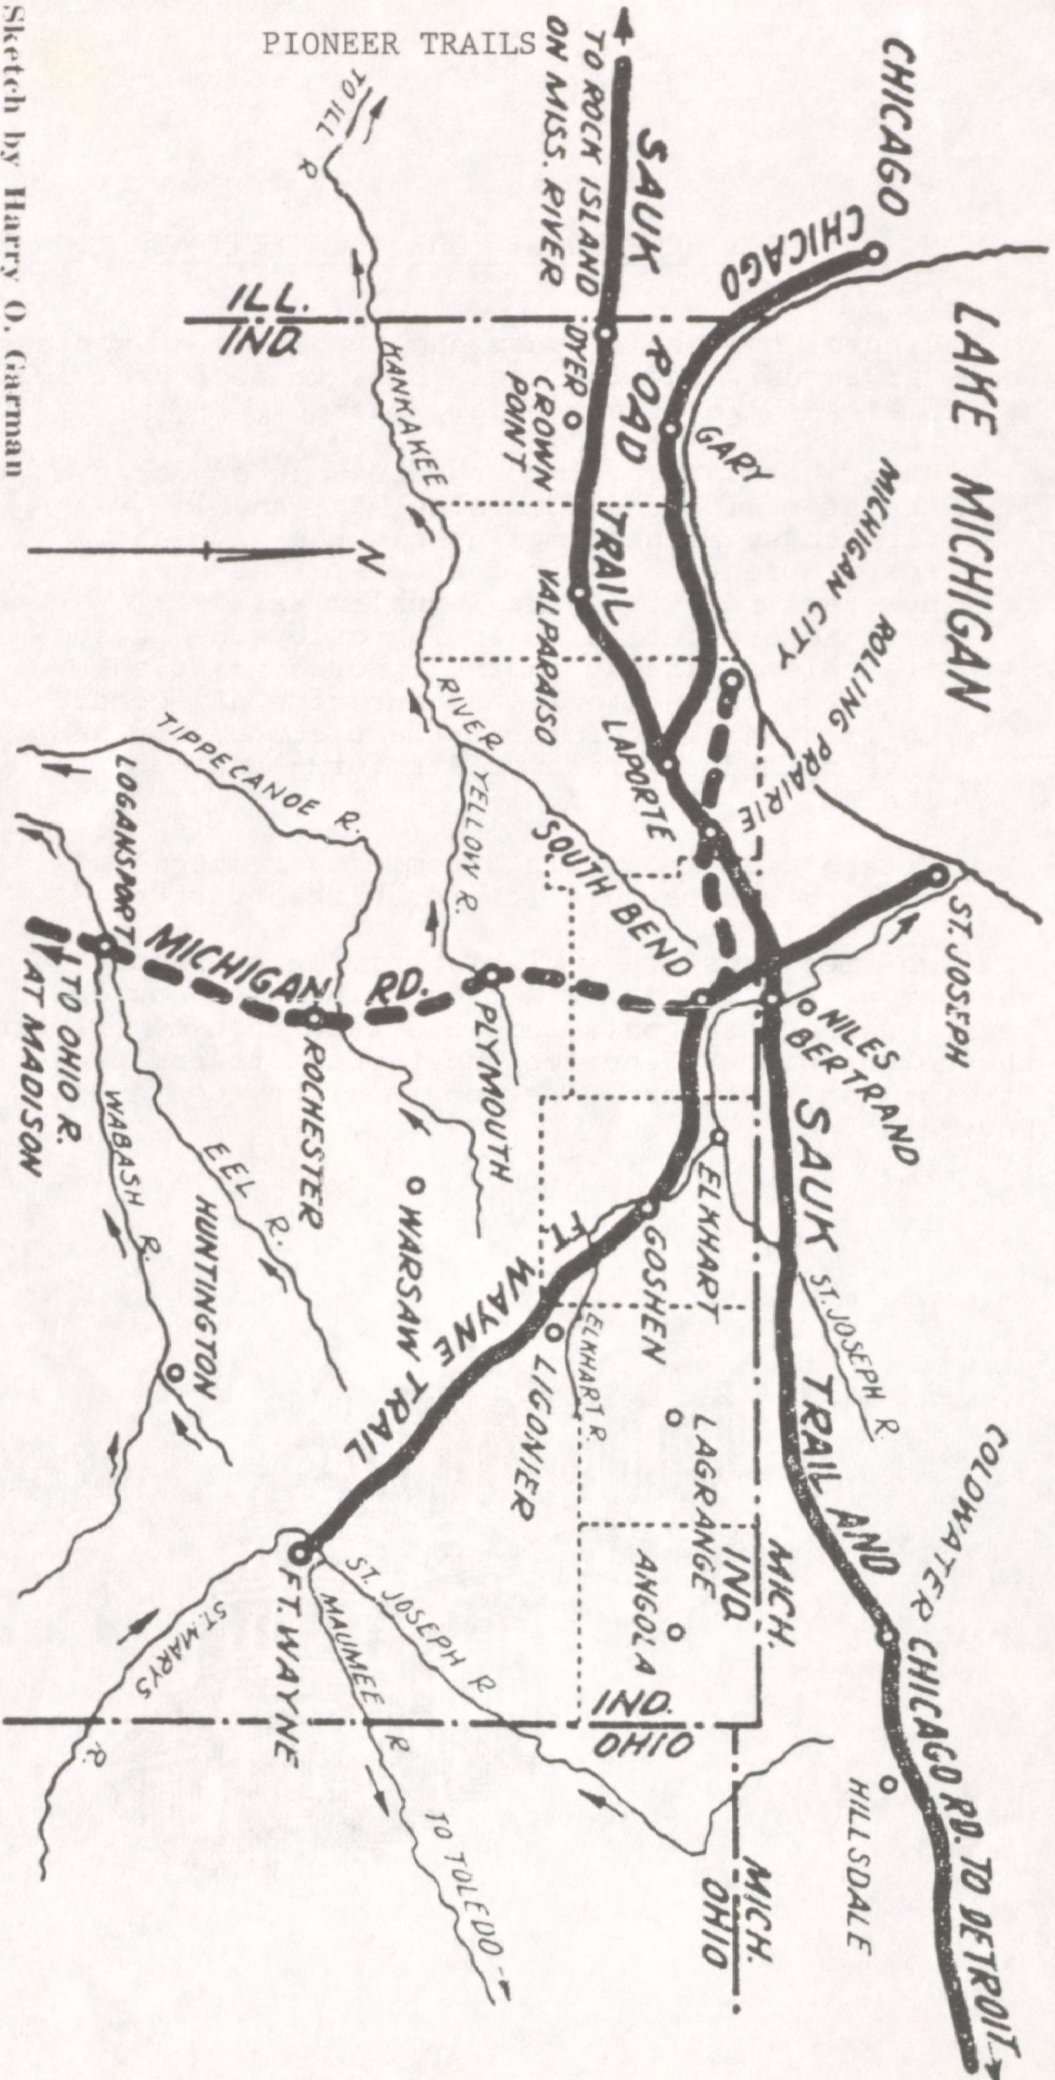 PIONEER TRAILS
CHICAGO
LAKE MICHIGAN
CHICAGO ROAD
SAUK TRAIL
TO ROCK ISLAND
ON MISS. RIVER
TO ILL
R
ILL.
IND.
DYER
CROWN
POINT
GARY
MICHIGAN CITY
ROLLING PRAIRIE
VALPARAISO
LAPORTE
KANKAKEE RIVER
N
YELLOW R.
TIPPECANOE R.
SOUTH BEND
ST. JOSEPH
NILES
BERTRAND
LOGANSPORT
MICHIGAN RD.
TO OHIO R.
AT MADISON
ROCHESTER
PLYMOUTH
WABASH R.
EEL R.
HUNTINGTON
WARSAW
ELKHART
GOSHEN
FT. WAYNE TRAIL
ELKHART R.
LIGONIER
LAGRANGE
ANGOLA
SAUK TRAIL AND CHICAGO RD. TO DETROIT
ST. JOSEPH R.
COLDWATER
HILLSDALE
MICH.
IND.
IND.
OHIO
MICH.
OHIO
FT. WAYNE
ST. JOSEPH R
MAUMEE R
TO TOLEDO
ST. MARYS R.
Sketch by Harry O. Garman